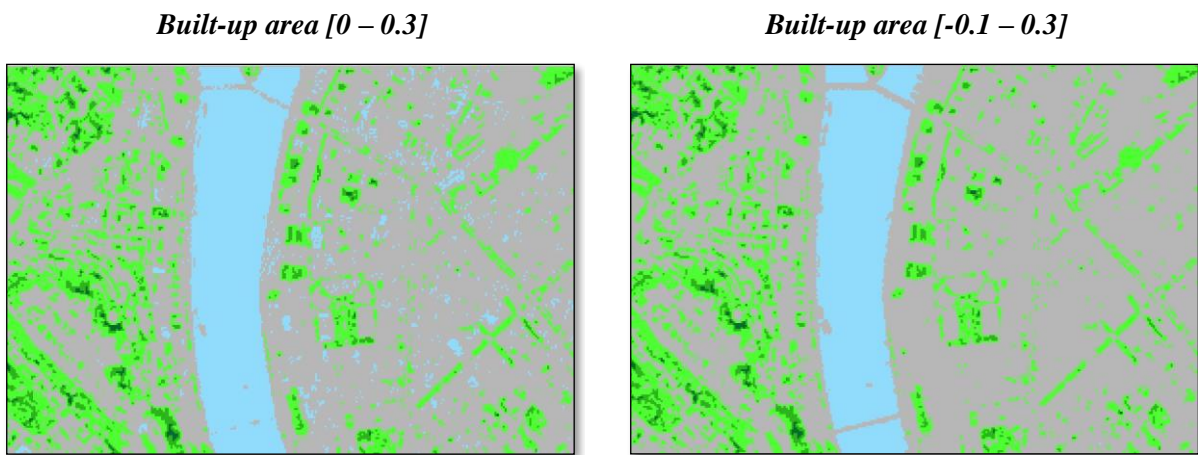 Built-up area [0 – 0.3]
Built-up area [-0.1 – 0.3]